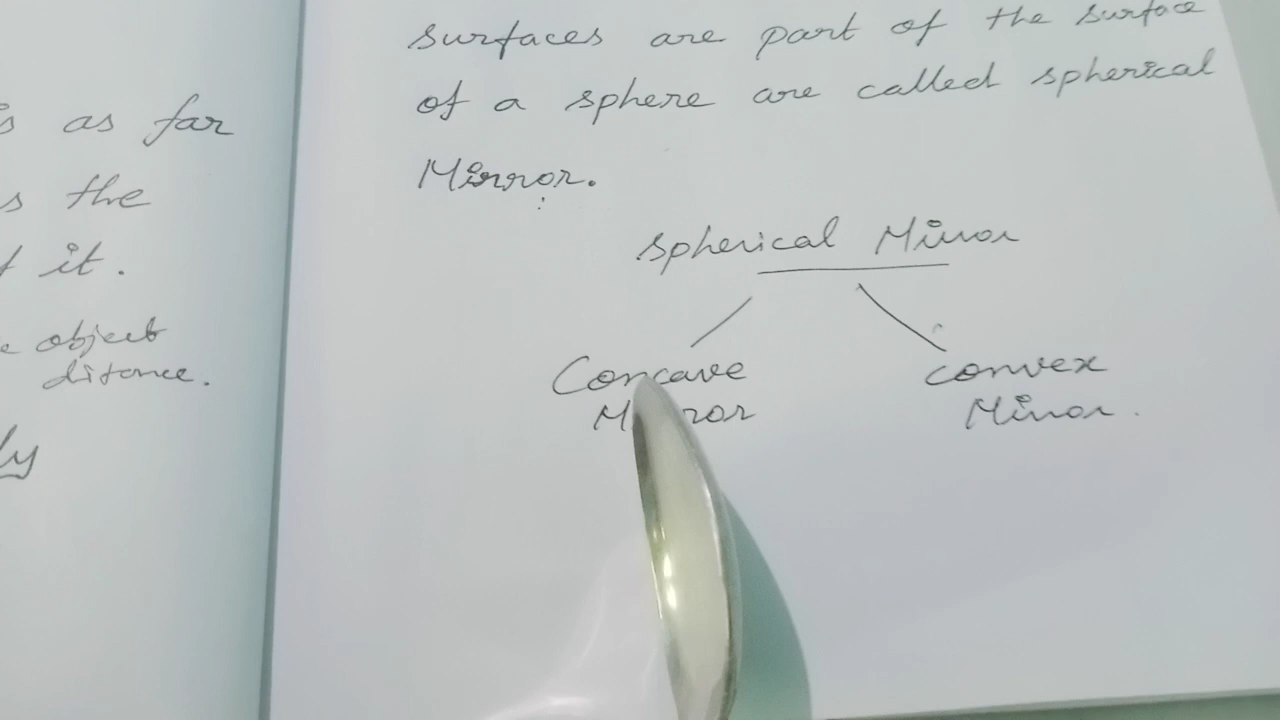 s as far
s the
f it.
e object
distance.
ly
surfaces are part of the surface
of a sphere are called spherical
Mirror.
Spherical Mirror
Concave convex
M ror Mirror.